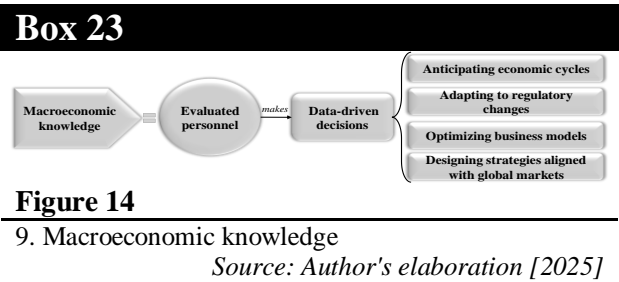 Box 23
Macroeconomic
knowledge
Evaluated
personnel
makes
Data-driven
decisions
Anticipating economic cycles
Adapting to regulatory
changes
Optimizing business models
Designing strategies aligned
with global markets
Figure 14
9. Macroeconomic knowledge
Source: Author's elaboration [2025]